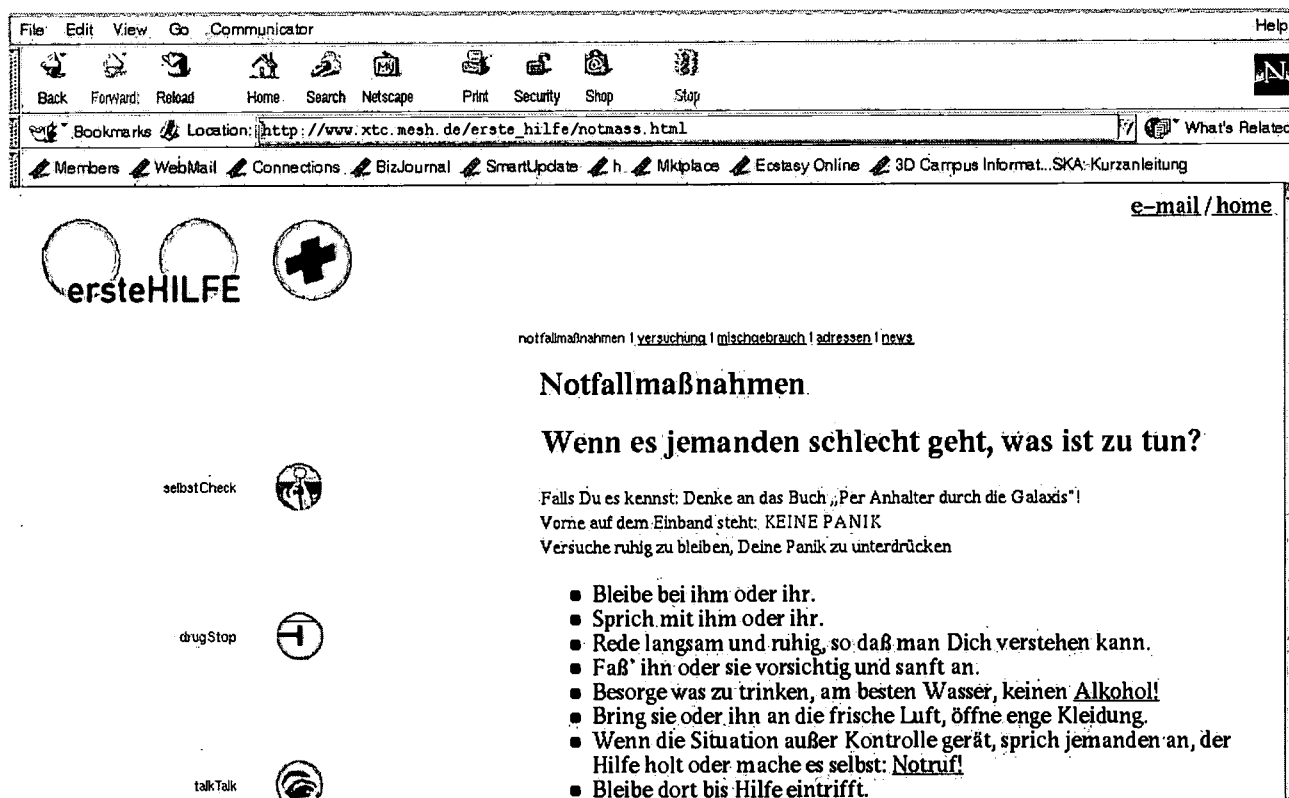 File Edit View Go Communicator Help
Back Forward Reload Home Search Netscape Print Security Shop Stop
Bookmarks Location: http://www.xtc.mesh.de/erste_hilfe/notmass.html What's Related
Members WebMail Connections BizJournal SmartUpdate h Mktplace Ecstasy Online 3D Campus Informat...SKA:-Kurzanleitung
e-mail / home
ersteHILFE
notfallmaßnahmen | versuchung | mischgebrauch | adressen | news
Notfallmaßnahmen
Wenn es jemanden schlecht geht, was ist zu tun?
selbstCheck
Falls Du es kennst: Denke an das Buch „Per Anhalter durch die Galaxis"!
Vorne auf dem Einband steht: KEINE PANIK
Versuche ruhig zu bleiben, Deine Panik zu unterdrücken
Bleibe bei ihm oder ihr.
Sprich mit ihm oder ihr.
drugStop
Rede langsam und ruhig, so daß man Dich verstehen kann.
Faß' ihn oder sie vorsichtig und sanft an.
Besorge was zu trinken, am besten Wasser, keinen Alkohol!
Bring sie oder ihn an die frische Luft, öffne enge Kleidung.
Wenn die Situation außer Kontrolle gerät, sprich jemanden an, der
Hilfe holt oder mache es selbst: Notruf!
talkTalk
Bleibe dort bis Hilfe eintrifft.